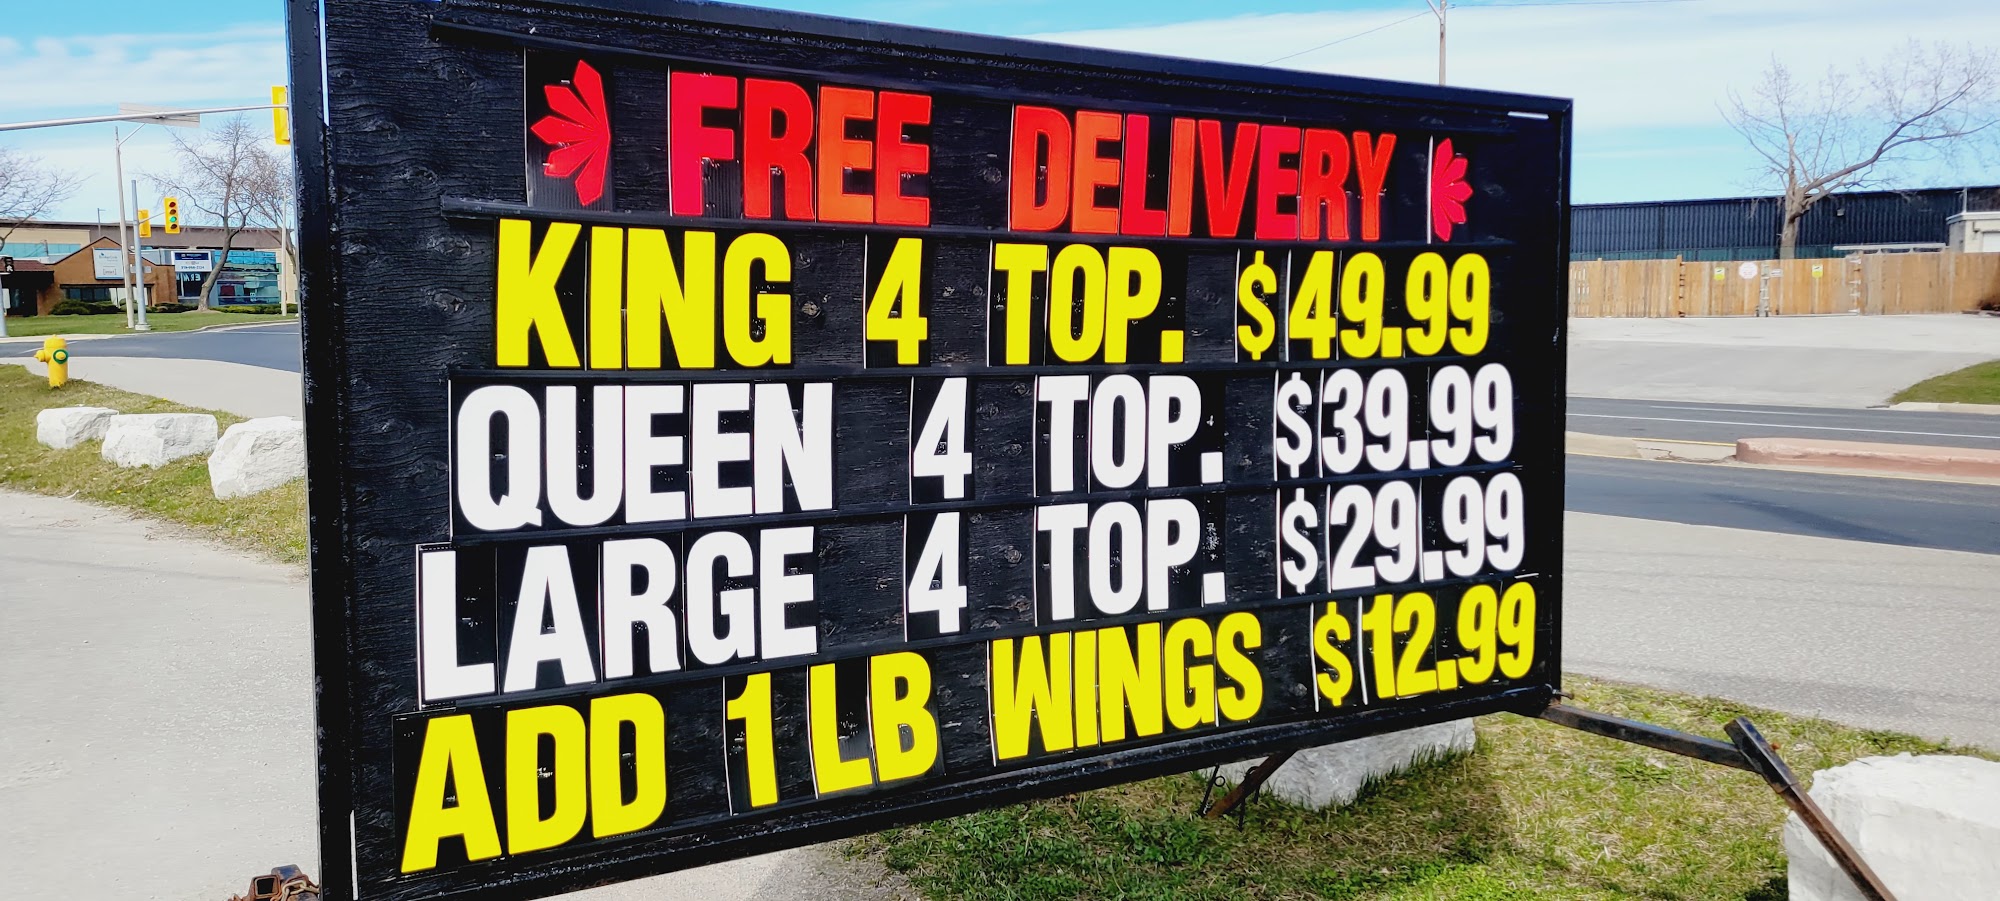 FREE DELIVERY
KING 4 TOP. $49.99
QUEEN 4 TOP. $39.99
LARGE 4 TOP. $29.99
ADD 1 LB WINGS $12.99